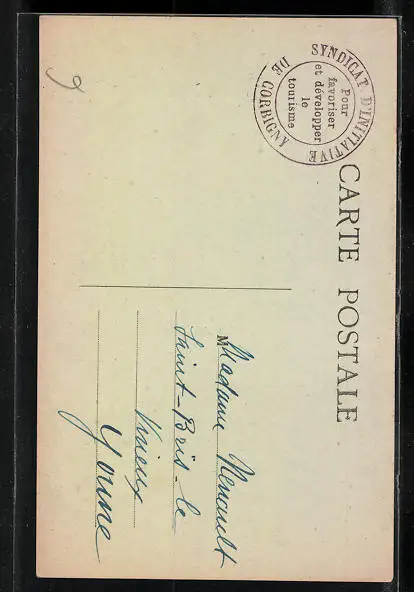 SYNDICAT D'INITIATIVE
DE CORBIGNY
Pour
favoriser
et développer
le
tourisme
CARTE POSTALE
M
Madame Renault
Saint-Bris-le
Vineux
Yonne
9